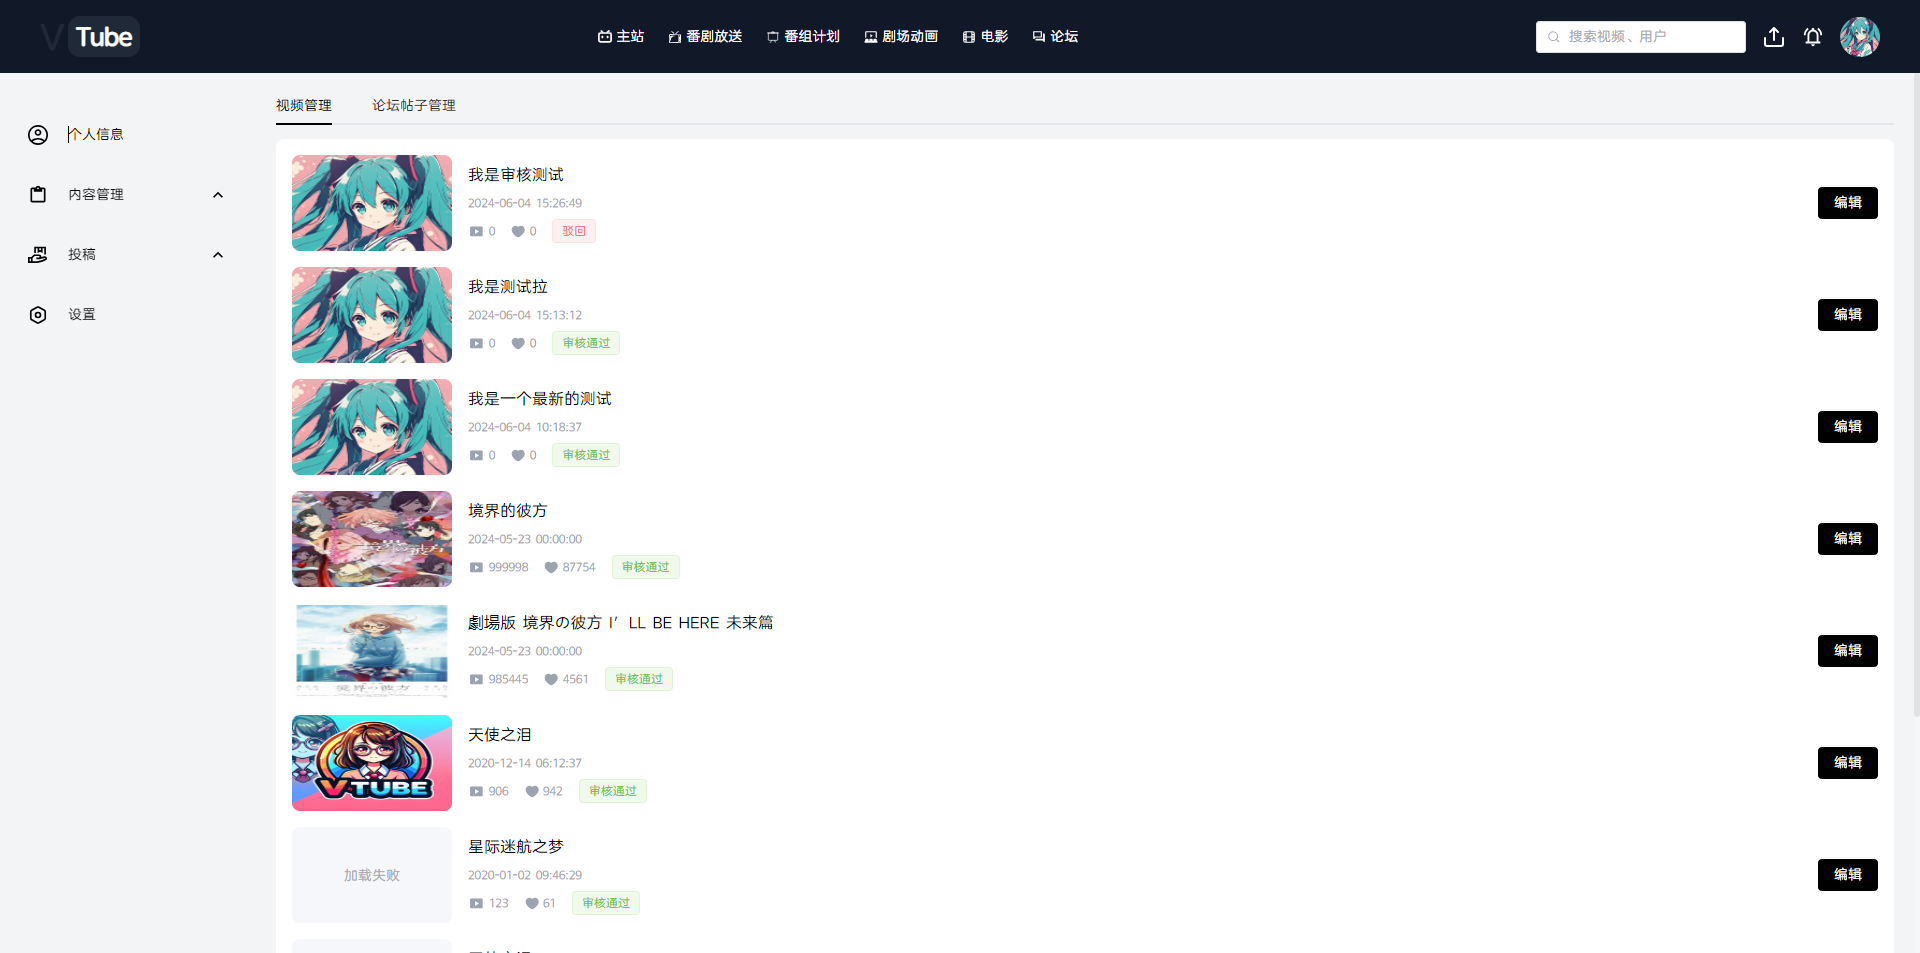 V Tube
主站 番剧放送 番组计划 剧场动画 电影 论坛
搜索视频、用户
个人信息
内容管理
投稿
设置
视频管理 论坛帖子管理
我是审核测试
2024-06-04 15:26:49
0 0 驳回
编辑
我是测试拉
2024-06-04 15:13:12
0 0 审核通过
编辑
我是一个最新的测试
2024-06-04 10:18:37
0 0 审核通过
编辑
境界的彼方
2024-05-23 00:00:00
999998 87754 审核通过
编辑
境界の彼方
劇場版 境界の彼方 I’LL BE HERE 未来篇
2024-05-23 00:00:00
985445 4561 审核通过
编辑
境界の彼方
天使之泪
2020-12-14 06:12:37
906 942 审核通过
编辑
V-TUBE
星际迷航之梦
2020-01-02 09:46:29
123 61 审核通过
编辑
加载失败